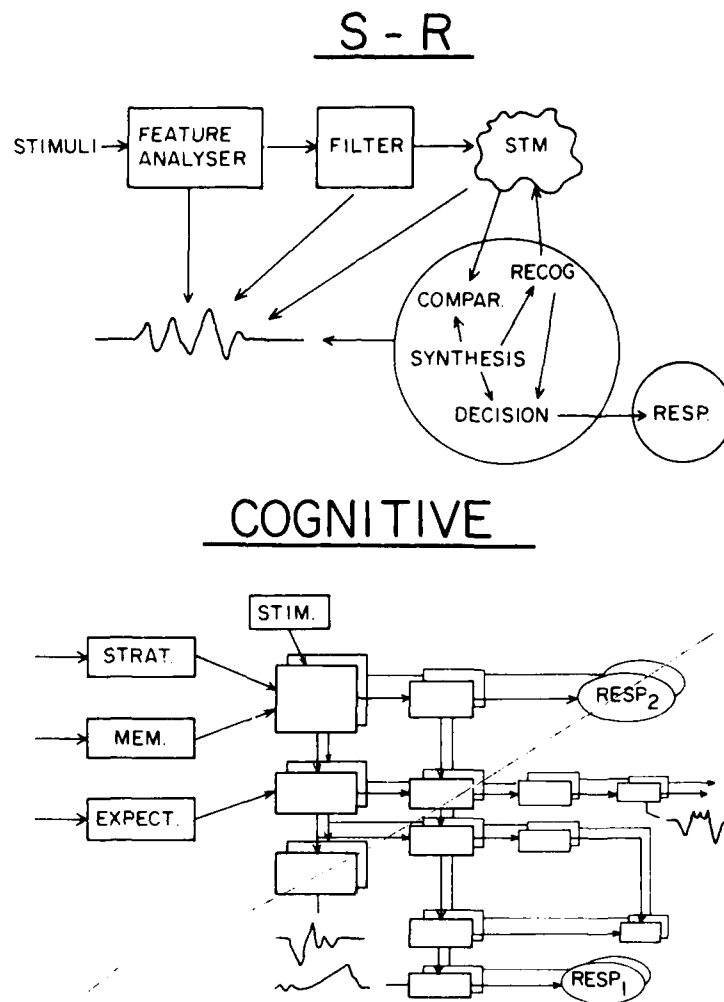 S - R
STIMULI
FEATURE
ANALYSER
FILTER
STM
RECOG
COMPAR.
SYNTHESIS
DECISION
RESP.
COGNITIVE
STIM.
STRAT.
MEM.
EXPECT.
RESP2
RESP1